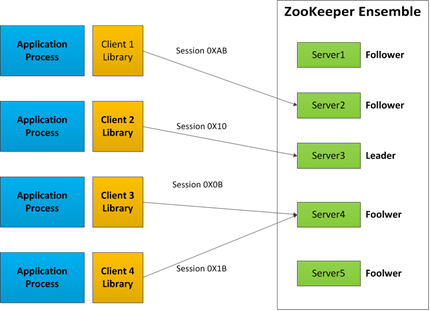 ZooKeeper Ensemble
Application
Process
Client 1
Library
Session 0XAB
Server1 Follower
Application
Process
Client 2
Library
Session 0X10
Server2 Follower
Server3 Leader
Application
Process
Client 3
Library
Session 0X0B
Server4 Foolwer
Application
Process
Client 4
Library
Session 0X1B
Server5 Foolwer